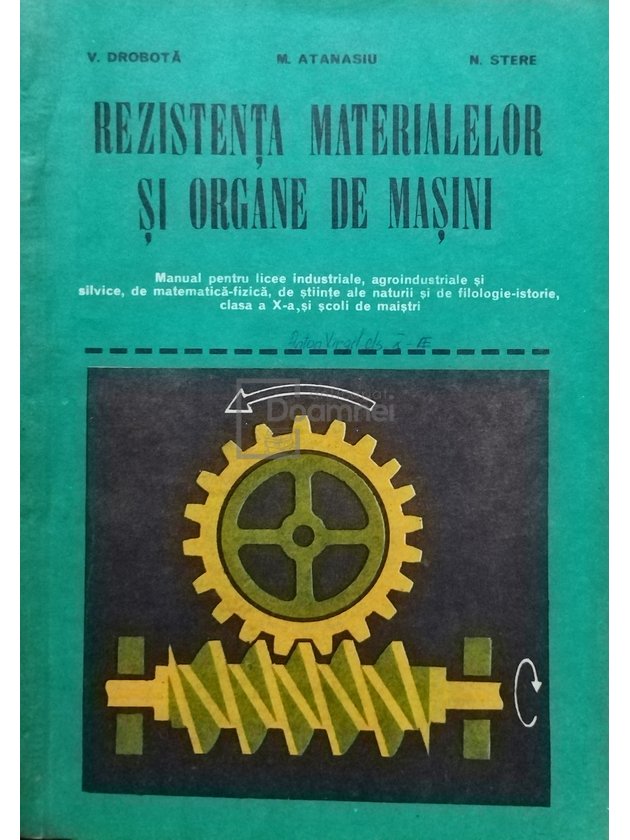 V. DROBOTĂ M. ATANASIU N. STERE
REZISTENȚA MATERIALELOR
ȘI ORGANE DE MAȘINI
Manual pentru licee industriale, agroindustriale și
silvice, de matematică-fizică, de științe ale naturii și de filologie-istorie,
clasa a X-a, și școli de maiștri
Doamnei